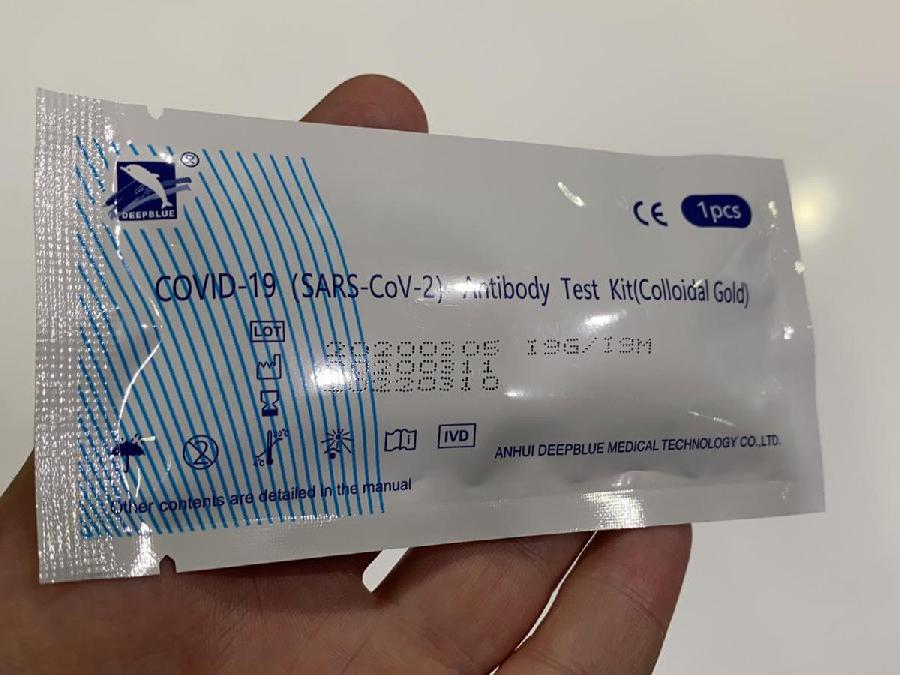 DEEPBLUE
®
CE 1pcs
COVID-19 (SARS-CoV-2) Antibody Test Kit(Colloidal Gold)
LOT 20200305 IgG/IgM
20200311
20220310
2
IVD
ANHUI DEEPBLUE MEDICAL TECHNOLOGY CO.,LTD.
Other contents are detailed in the manual